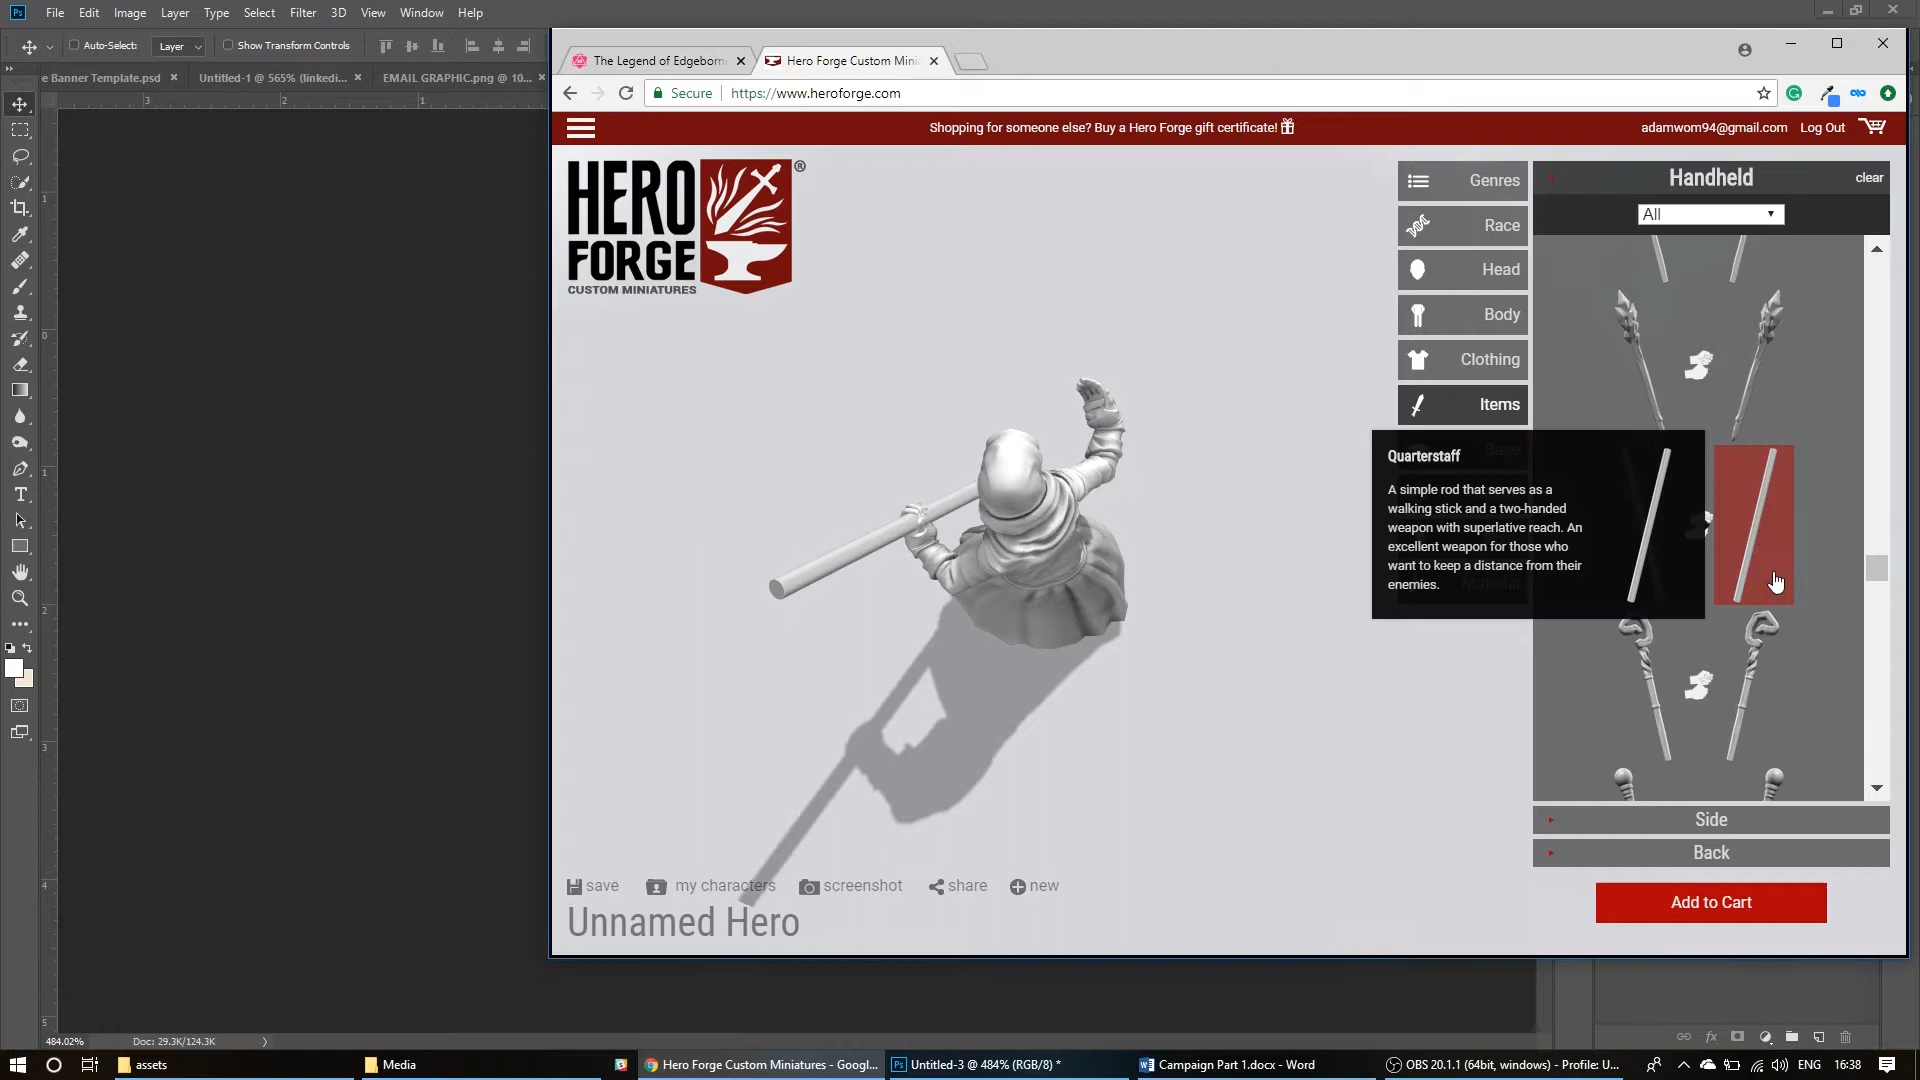 File Edit Image Layer Type Select Filter 3D View Window Help
Auto-Select: Layer Show Transform Controls
e Banner Template.psd Untitled-1 @ 565% (linkedi... EMAIL GRAPHIC.png @ 10...
The Legend of Edgeborn Hero Forge Custom Minia
Secure https://www.heroforge.com
Shopping for someone else? Buy a Hero Forge gift certificate!
adamwom94@gmail.com Log Out
HERO
FORGE
CUSTOM MINIATURES
®
Genres
Race
Head
Body
Clothing
Items
Handheld
clear
All
Quarterstaff
A simple rod that serves as a
walking stick and a two-handed
weapon with superlative reach. An
excellent weapon for those who
want to keep a distance from their
enemies.
Side
Back
Add to Cart
save my characters screenshot share new
Unnamed Hero
484.02% Doc: 29.3K/124.3K
assets Media Hero Forge Custom Miniatures - Googl... Untitled-3 @ 484% (RGB/8) * Campaign Part 1.docx - Word OBS 20.1.1 (64bit, windows) - Profile: U... ENG 16:38